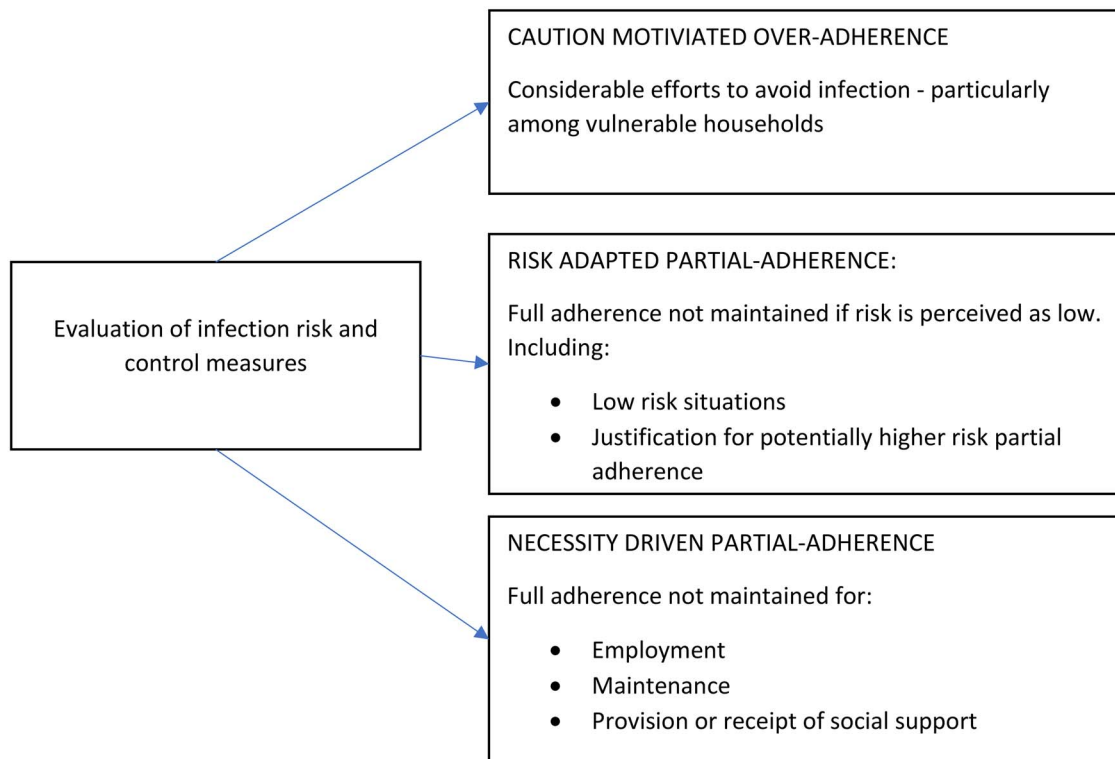 CAUTION MOTIVIATED OVER-ADHERENCE
Considerable efforts to avoid infection - particularly
among vulnerable households
Evaluation of infection risk and
control measures
RISK ADAPTED PARTIAL-ADHERENCE:
Full adherence not maintained if risk is perceived as low.
Including:
• Low risk situations
• Justification for potentially higher risk partial
adherence
NECESSITY DRIVEN PARTIAL-ADHERENCE
Full adherence not maintained for:
• Employment
• Maintenance
• Provision or receipt of social support